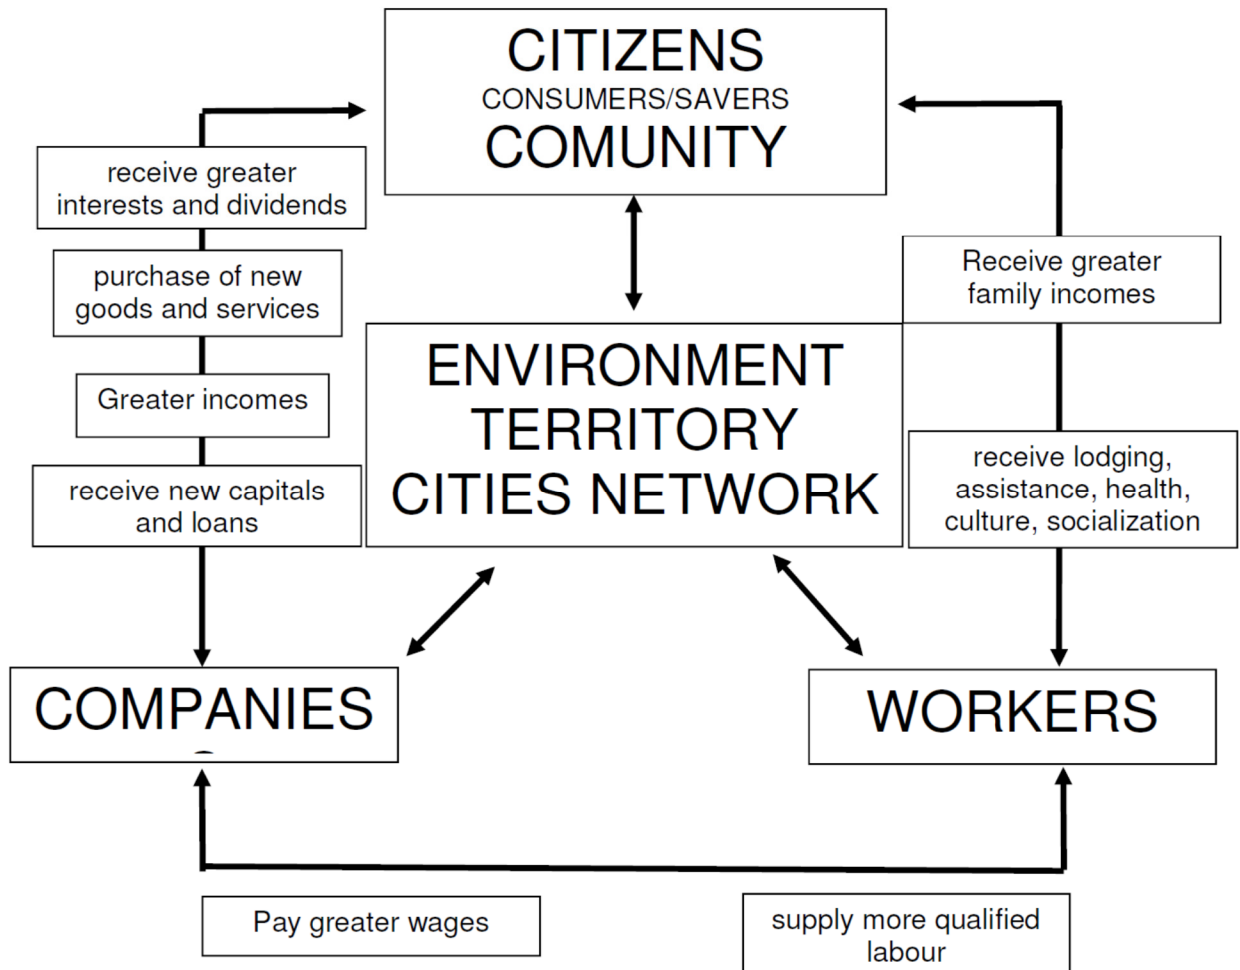 CITIZENS
CONSUMERS/SAVERS
COMUNITY
receive greater
interests and dividends
purchase of new
goods and services
Greater incomes
receive new capitals
and loans
Receive greater
family incomes
receive lodging,
assistance, health,
culture, socialization
ENVIRONMENT
TERRITORY
CITIES NETWORK
COMPANIES
WORKERS
Pay greater wages
supply more qualified
labour